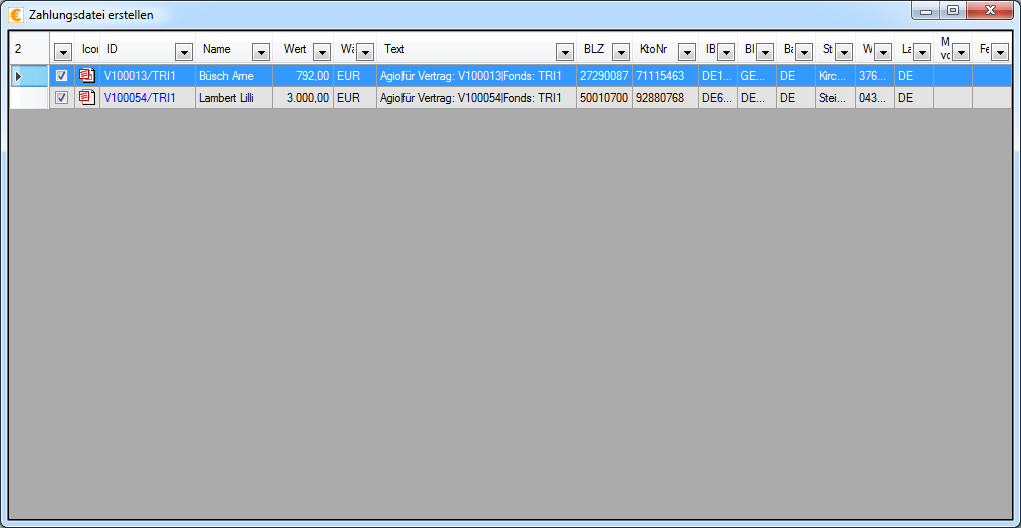 Zahlungsdatei erstellen
2 Icon ID Name Wert Wä Text BLZ KtoNr IB BI Ba St W La M vo Fe
V100013/TRI1 Büsch Arne 792,00 EUR Agio|für Vertrag: V100013|Fonds: TRI1 27290087 71115463 DE1... GE... DE Kirc... 376... DE
V100054/TRI1 Lambert Lilli 3.000,00 EUR Agio|für Vertrag: V100054|Fonds: TRI1 50010700 92880768 DE6... DE... DE Stei... 043... DE